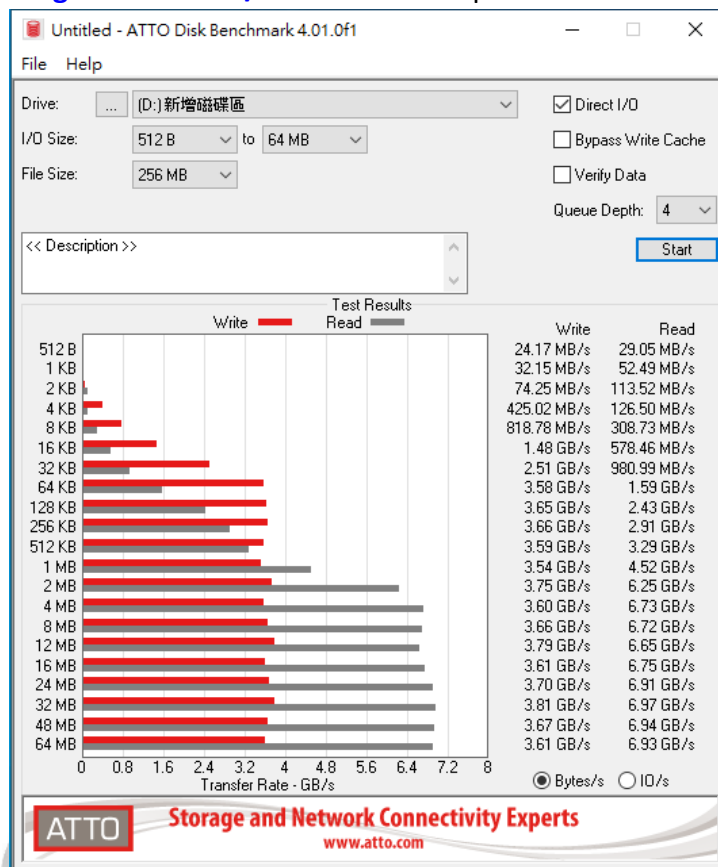 Untitled - ATTO Disk Benchmark 4.01.0f1
File Help
Drive: ... (D:)新增磁碟區
Direct I/O
I/O Size: 512 B to 64 MB
Bypass Write Cache
File Size: 256 MB
Verify Data
Queue Depth: 4
<< Description >>
Start
Test Results
Write Read
Write Read
512 B 24.17 MB/s 29.05 MB/s
1 KB 32.15 MB/s 52.49 MB/s
2 KB 74.25 MB/s 113.52 MB/s
4 KB 425.02 MB/s 126.50 MB/s
8 KB 818.78 MB/s 308.73 MB/s
16 KB 1.48 GB/s 578.46 MB/s
32 KB 2.51 GB/s 980.99 MB/s
64 KB 3.58 GB/s 1.59 GB/s
128 KB 3.65 GB/s 2.43 GB/s
256 KB 3.66 GB/s 2.91 GB/s
512 KB 3.59 GB/s 3.29 GB/s
1 MB 3.54 GB/s 4.52 GB/s
2 MB 3.75 GB/s 6.25 GB/s
4 MB 3.60 GB/s 6.73 GB/s
8 MB 3.66 GB/s 6.72 GB/s
12 MB 3.79 GB/s 6.65 GB/s
16 MB 3.61 GB/s 6.75 GB/s
24 MB 3.70 GB/s 6.91 GB/s
32 MB 3.81 GB/s 6.97 GB/s
48 MB 3.67 GB/s 6.94 GB/s
64 MB 3.61 GB/s 6.93 GB/s
0 0.8 1.6 2.4 3.2 4 4.8 5.6 6.4 7.2 8
Transfer Rate - GB/s
Bytes/s IO/s
ATTO
Storage and Network Connectivity Experts
www.atto.com